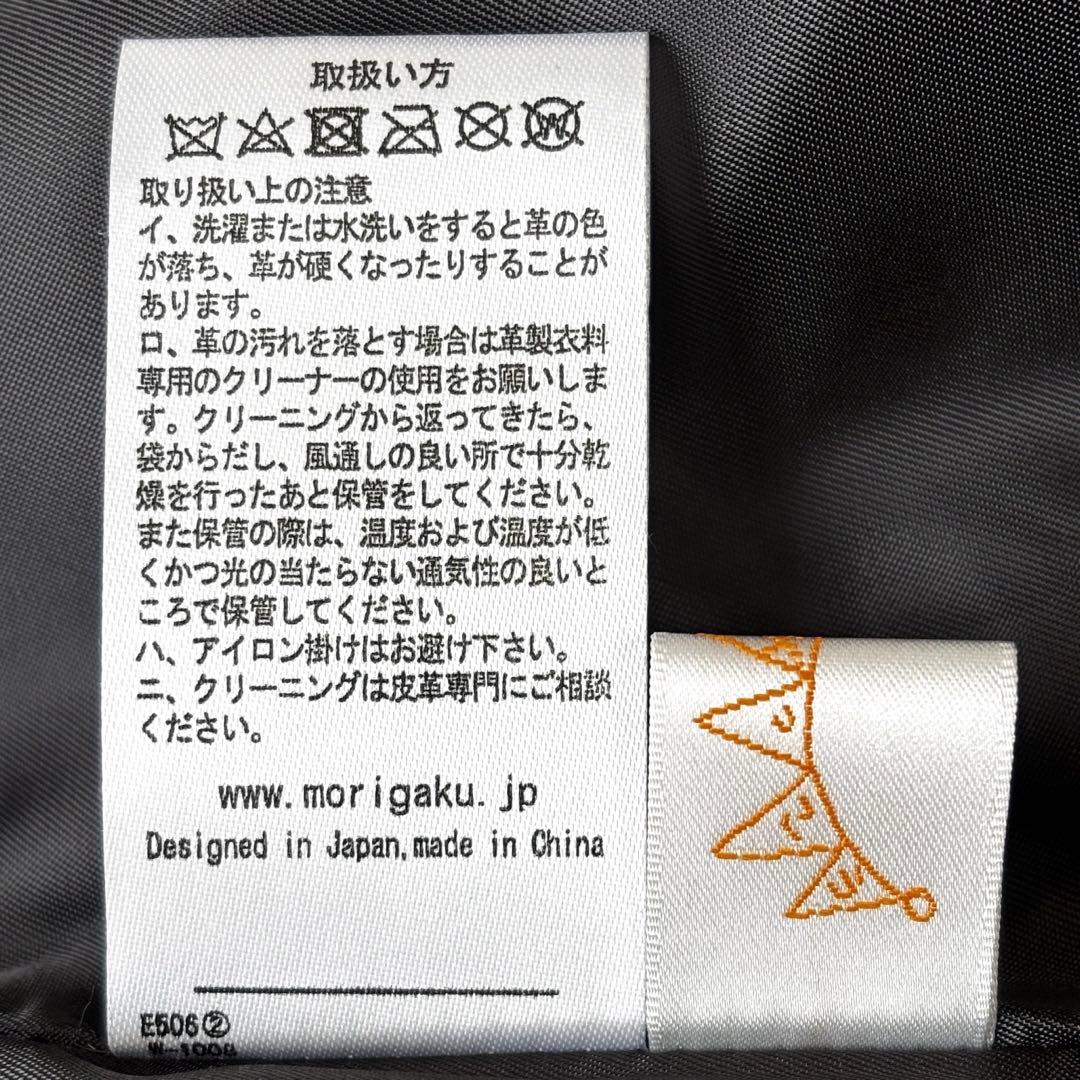 取扱い方
取り扱い上の注意
イ、洗濯または水洗いをすると革の色
が落ち、革が硬くなったりすることが
あります。
ロ、革の汚れを落とす場合は革製衣料
専用のクリーナーの使用をお願いしま
す。クリーニングから返ってきたら、
袋からだし、風通しの良い所で十分乾
燥を行ったあと保管をしてください。
また保管の際は、温度および湿度が低
くかつ光の当たらない通気性の良いと
ころで保管してください。
ハ、アイロン掛けはお避け下さい。
ニ、クリーニングは皮革専門にご相談
ください。
www.morigaku.jp
Designed in Japan,made in China
E506②
W-1008